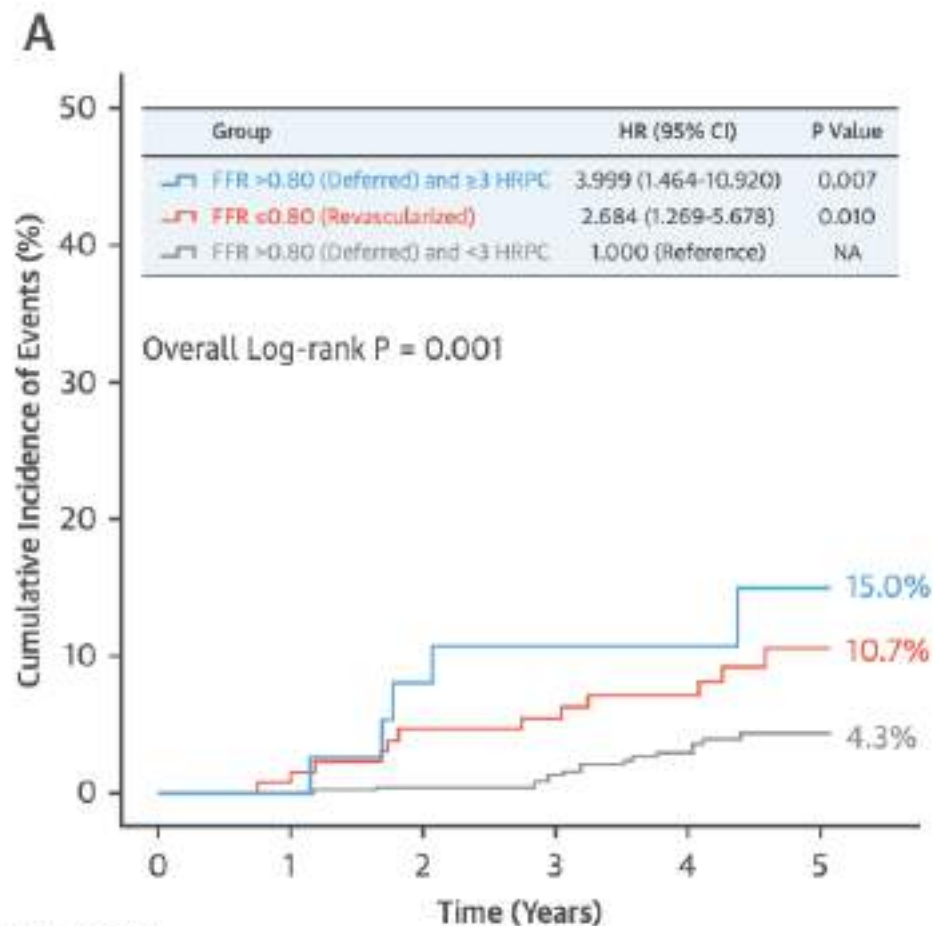 A
Group HR (95% CI) P Value
FFR >0.80 (Deferred) and ≥3 HRPC 3.999 (1.464-10.920) 0.007
FFR ≤0.80 (Revascularized) 2.684 (1.269-5.678) 0.010
FFR >0.80 (Deferred) and <3 HRPC 1.000 (Reference) NA
Overall Log-rank P = 0.001
Cumulative Incidence of Events (%)
50
40
30
20
10
0
15.0%
10.7%
4.3%
0 1 2 3 4 5
Time (Years)